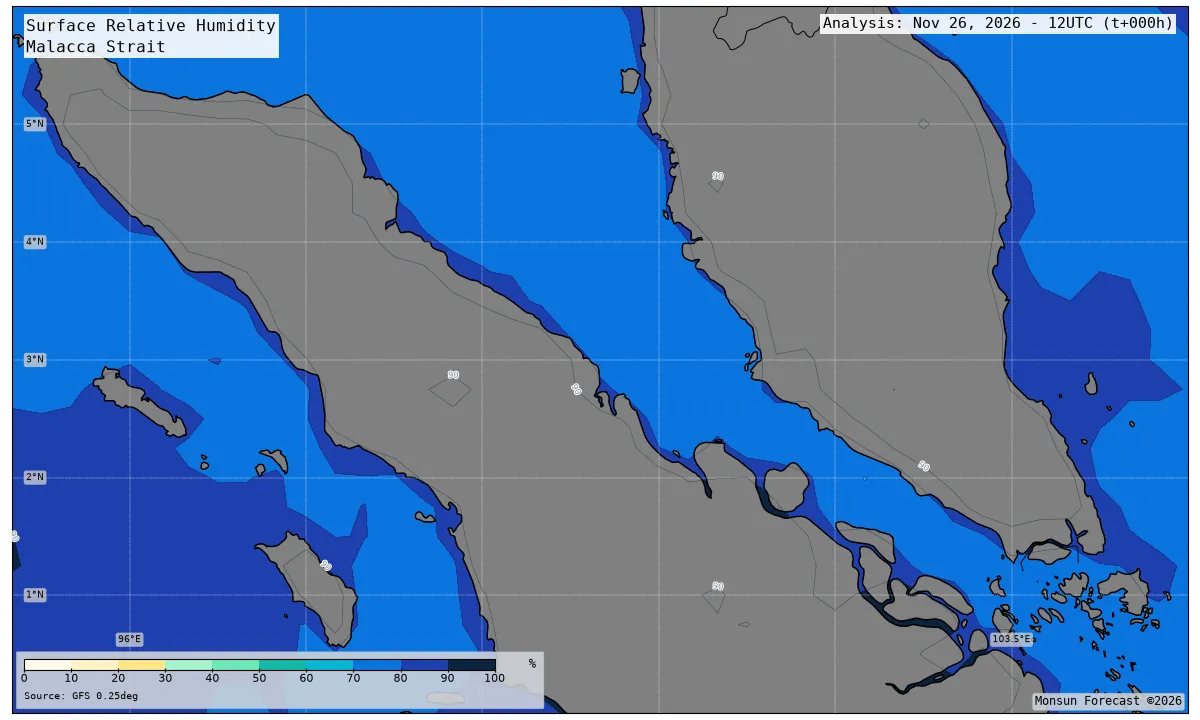 Surface Relative Humidity
Malacca Strait
Analysis: Nov 26, 2026 - 12UTC (t+000h)
5°N
90
4°N
3°N
90
90
90
2°N
90
90
1°N
96°E
103.5°E
%
0 10 20 30 40 50 60 70 80 90 100
Source: GFS 0.25deg
Monsun Forecast ©2026